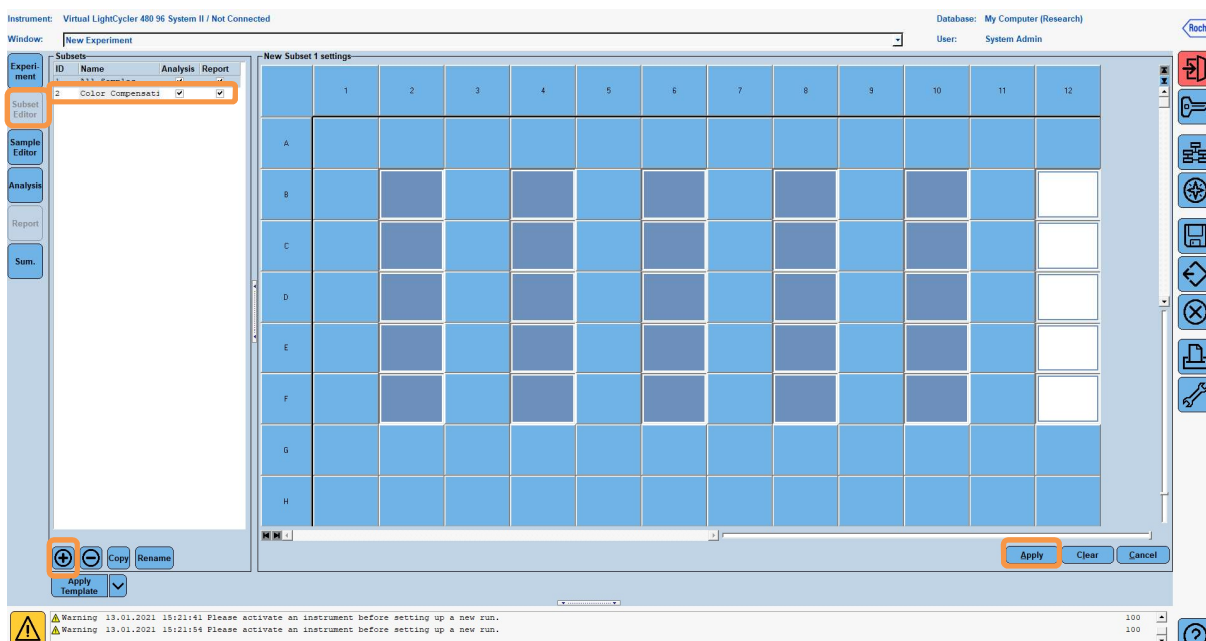 Instrument: Virtual LightCycler 480 96 System II / Not Connected
Database: My Computer (Research)
Window: New Experiment
User: System Admin
Roch
Experi-
ment
Subset
Editor
Sample
Editor
Analysis
Report
Sum.
Subsets
ID Name Analysis Report
1 All Samples
2 Color Compensati
New Subset 1 settings
1 2 3 4 5 6 7 8 9 10 11 12
A
B
C
D
E
F
G
H
Copy Rename
Apply Clear Cancel
Apply
Template
Warning 13.01.2021 15:21:41 Please activate an instrument before setting up a new run. 100
Warning 13.01.2021 15:21:54 Please activate an instrument before setting up a new run. 100